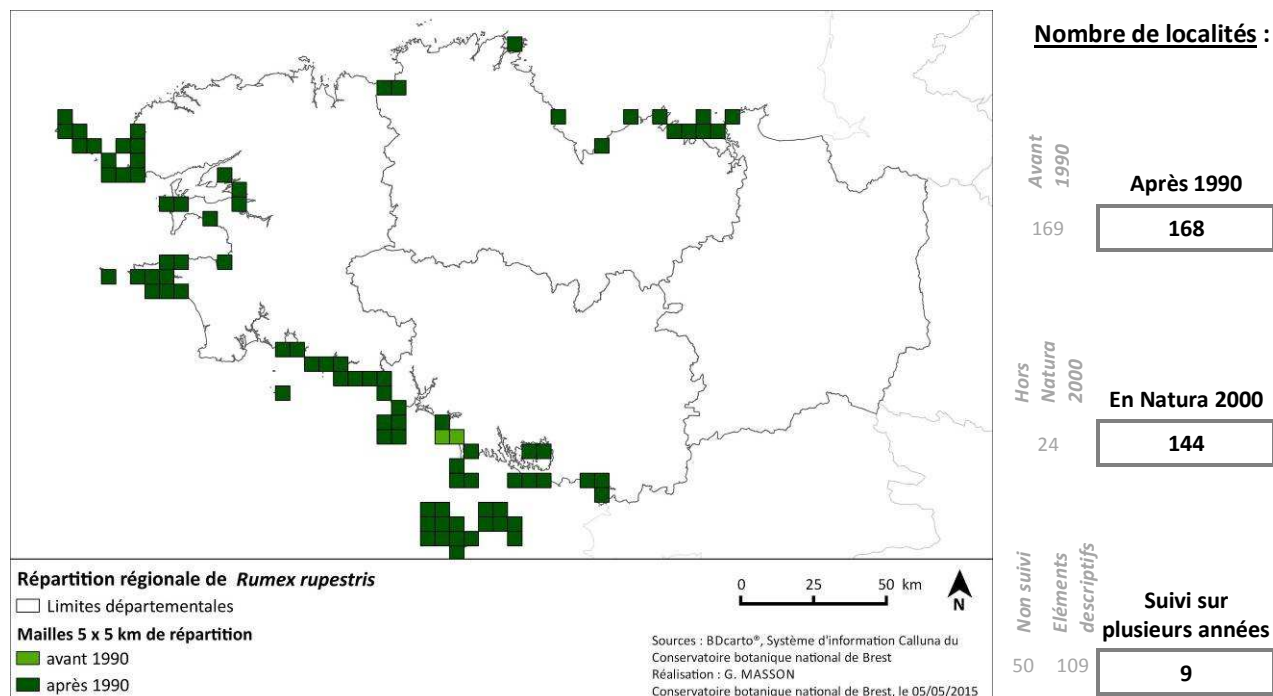 Nombre de localités :
Avant
1990
Après 1990
169
168
Hors
Natura
2000
En Natura 2000
24
144
Non suivi
Eléments
descriptifs
Suivi sur
plusieurs années
50
109
9
Répartition régionale de Rumex rupestris
Limites départementales
Mailles 5 x 5 km de répartition
avant 1990
après 1990
0 25 50 km
N
Sources : BDcarto®, Système d'information Calluna du
Conservatoire botanique national de Brest
Réalisation : G. MASSON
Conservatoire botanique national de Brest, le 05/05/2015